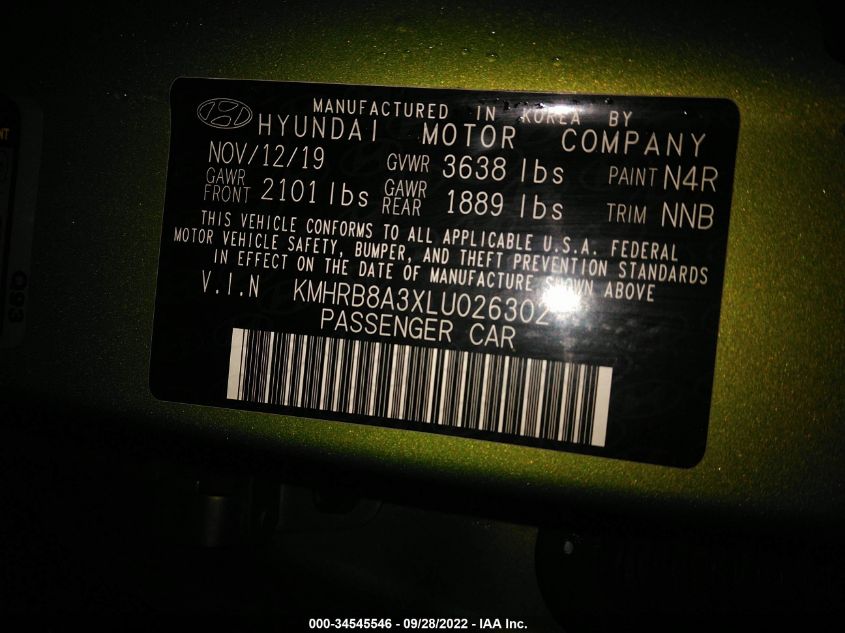 MANUFACTURED IN KOREA BY
HYUNDAI MOTOR COMPANY
NOV/12/19 GVWR 3638 lbs PAINT N4R
GAWR FRONT 2101 lbs GAWR REAR 1889 lbs TRIM NNB
THIS VEHICLE CONFORMS TO ALL APPLICABLE U.S.A. FEDERAL
MOTOR VEHICLE SAFETY, BUMPER, AND THEFT PREVENTION STANDARDS
IN EFFECT ON THE DATE OF MANUFACTURE SHOWN ABOVE
V.I.N KMHRB8A3XLU026302
PASSENGER CAR
Q93
000-34545546 - 09/28/2022 - IAA Inc.